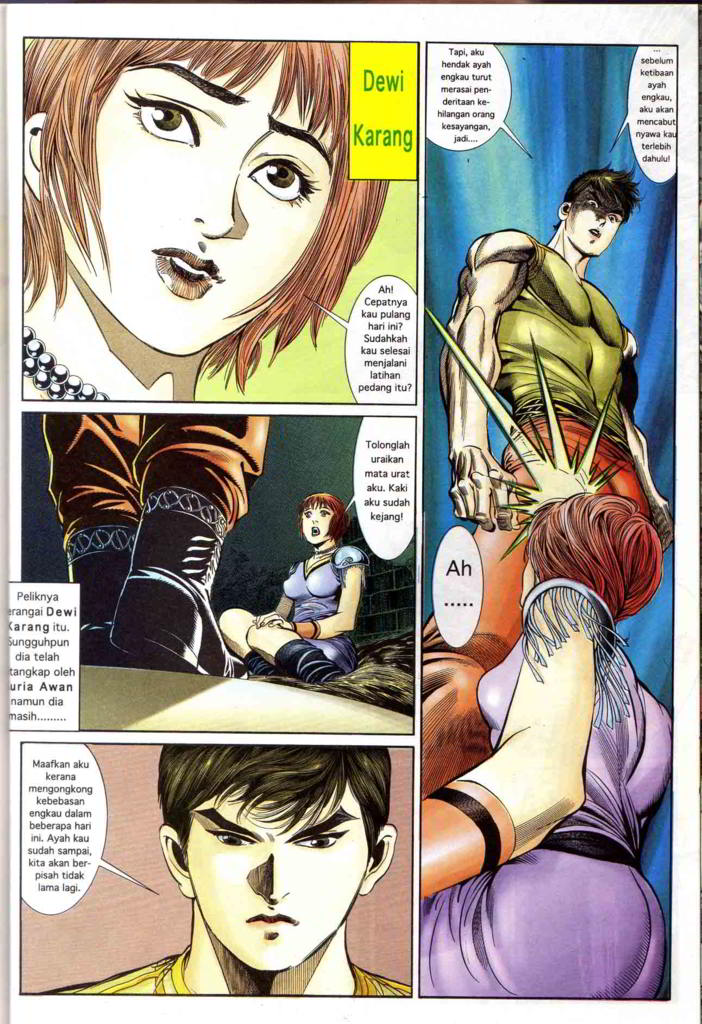 Dewi
Karang
Ah!
Cepatnya
kau pulang
hari ini?
Sudahkah
kau selesai
menjalani
latihan
pedang itu?
Tolonglah
uraikan
mata urat
aku. Kaki
aku sudah
kejang!
Peliknya
erangai Dewi
Karang itu.
Sungguhpun
dia telah
tangkap oleh
uria Awan
namun dia
masih.........
Maafkan aku
kerana
mengongkong
kebebasan
engkau dalam
beberapa hari
ini. Ayah kau
sudah sampai,
kita akan ber-
pisah tidak
lama lagi.
Tapi, aku
hendak ayah
engkau turut
merasai pen-
deritaan ke-
hilangan orang
kesayangan,
jadi....
...
sebelum
ketibaan
ayah
engkau,
aku akan
mencabut
nyawa kau
terlebih
dahulu!
Ah
.....